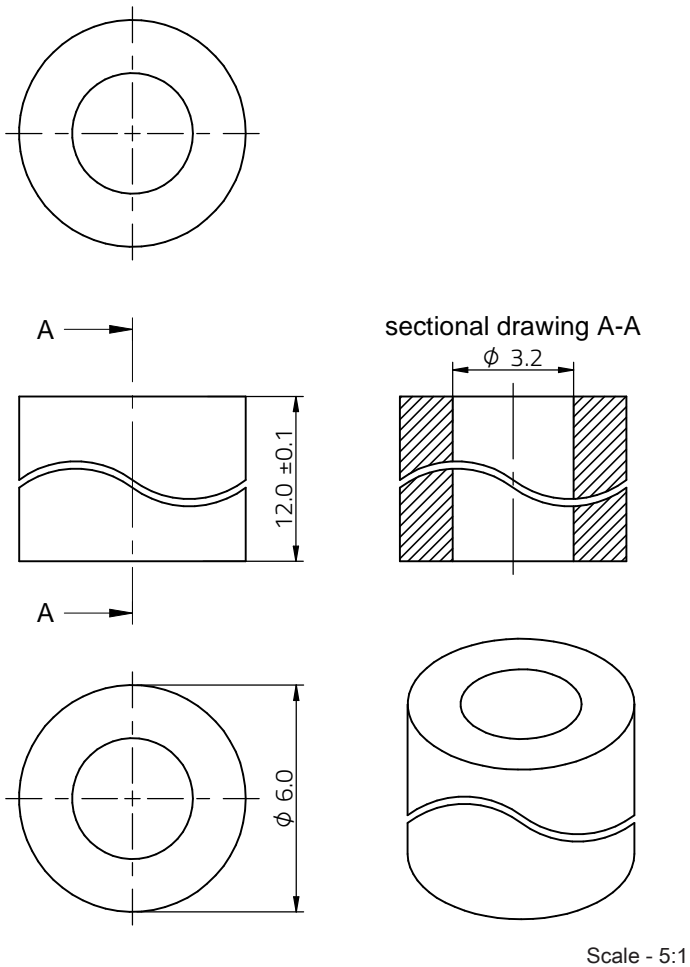 A
sectional drawing A-A
ϕ 3.2
12.0 ±0.1
A
ϕ 6.0
Scale - 5:1